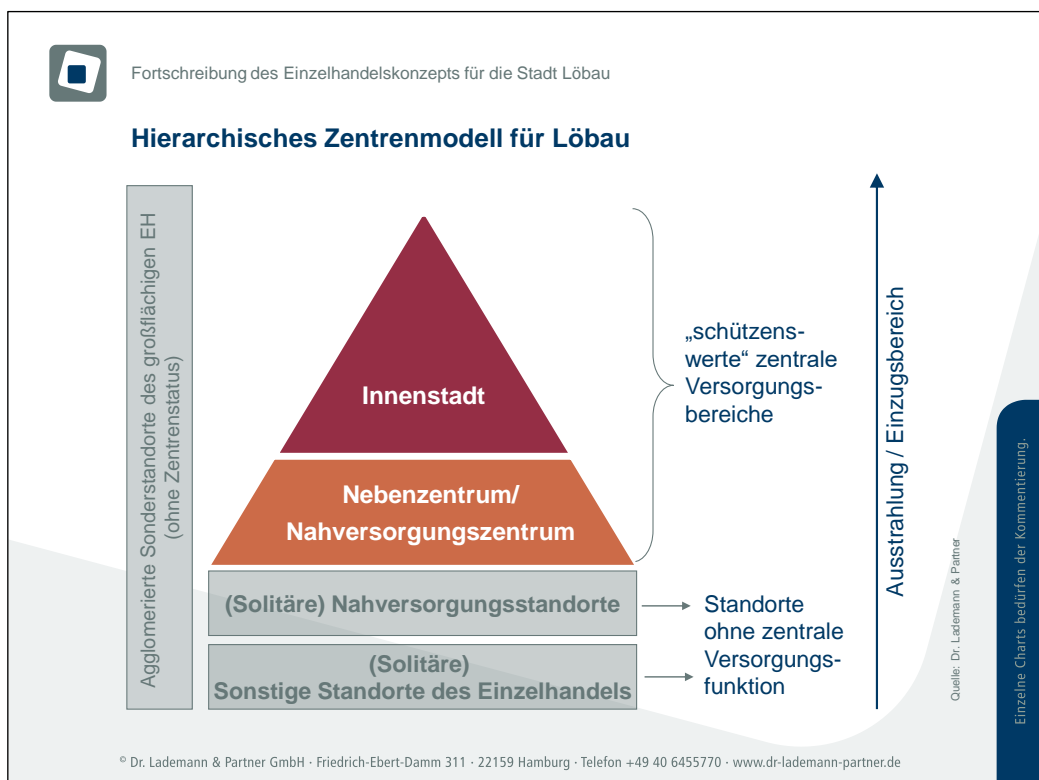 Fortschreibung des Einzelhandelskonzepts für die Stadt Löbau
Hierarchisches Zentrenmodell für Löbau
Agglomerierte Sonderstandorte des großflächigen EH
(ohne Zentrenstatus)
Innenstadt
Nebenzentrum/
Nahversorgungszentrum
(Solitäre) Nahversorgungsstandorte
(Solitäre)
Sonstige Standorte des Einzelhandels
„schützens-
werte“ zentrale
Versorgungs-
bereiche
Standorte
ohne zentrale
Versorgungs-
funktion
Ausstrahlung / Einzugsbereich
Quelle: Dr. Lademann & Partner
Einzelne Charts bedürfen der Kommentierung.
© Dr. Lademann & Partner GmbH · Friedrich-Ebert-Damm 311 · 22159 Hamburg · Telefon +49 40 6455770 · www.dr-lademann-partner.de